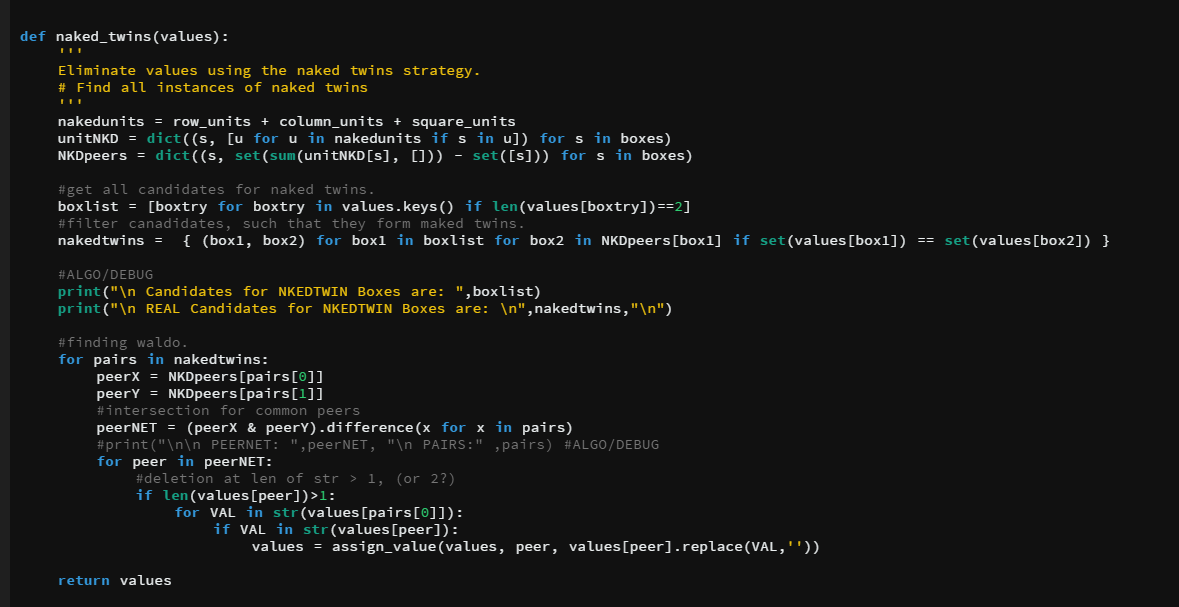 def naked_twins(values):
    '''
    Eliminate values using the naked twins strategy.
    # Find all instances of naked twins
    '''
    nakedunits = row_units + column_units + square_units
    unitNKD = dict((s, [u for u in nakedunits if s in u]) for s in boxes)
    NKDpeers = dict((s, set(sum(unitNKD[s], [])) - set([s])) for s in boxes)
    #get all candidates for naked twins.
    boxlist = [boxtry for boxtry in values.keys() if len(values[boxtry])==2]
    #filter canadidates, such that they form maked twins.
    nakedtwins =  { (box1, box2) for box1 in boxlist for box2 in NKDpeers[box1] if set(values[box1]) == set(values[box2]) }
    #ALGO/DEBUG
    print("\n Candidates for NKEDTWIN Boxes are: ",boxlist)
    print("\n REAL Candidates for NKEDTWIN Boxes are: \n",nakedtwins,"\n")
    #finding waldo.
    for pairs in nakedtwins:
        peerX = NKDpeers[pairs[0]]
        peerY = NKDpeers[pairs[1]]
        #intersection for common peers
        peerNET = (peerX & peerY).difference(x for x in pairs)
        #print("\n\n PEERNET: ",peerNET, "\n PAIRS:" ,pairs) #ALGO/DEBUG
        for peer in peerNET:
            #deletion at len of str > 1, (or 2?)
            if len(values[peer])>1:
                for VAL in str(values[pairs[0]]):
                    if VAL in str(values[peer]):
                        values = assign_value(values, peer, values[peer].replace(VAL,''))
    return values